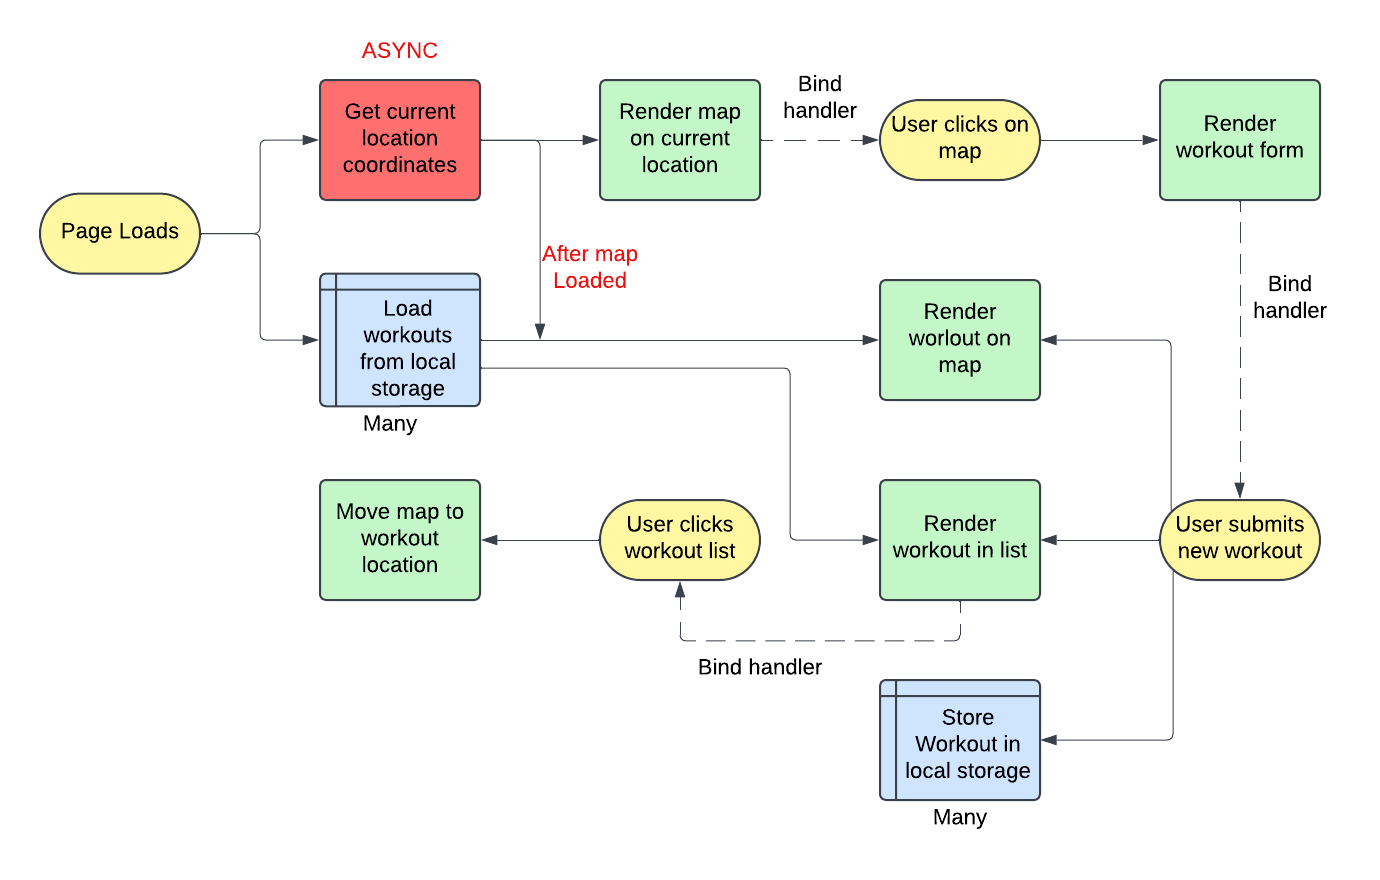 ASYNC
Get current
location
coordinates
Render map
on current
location
Bind
handler
User clicks on
map
Render
workout form
Page Loads
After map
Loaded
Bind
handler
Load
workouts
from local
storage
Many
Render
worlout on
map
Move map to
workout
location
User clicks
workout list
Render
workout in list
User submits
new workout
Bind handler
Store
Workout in
local storage
Many